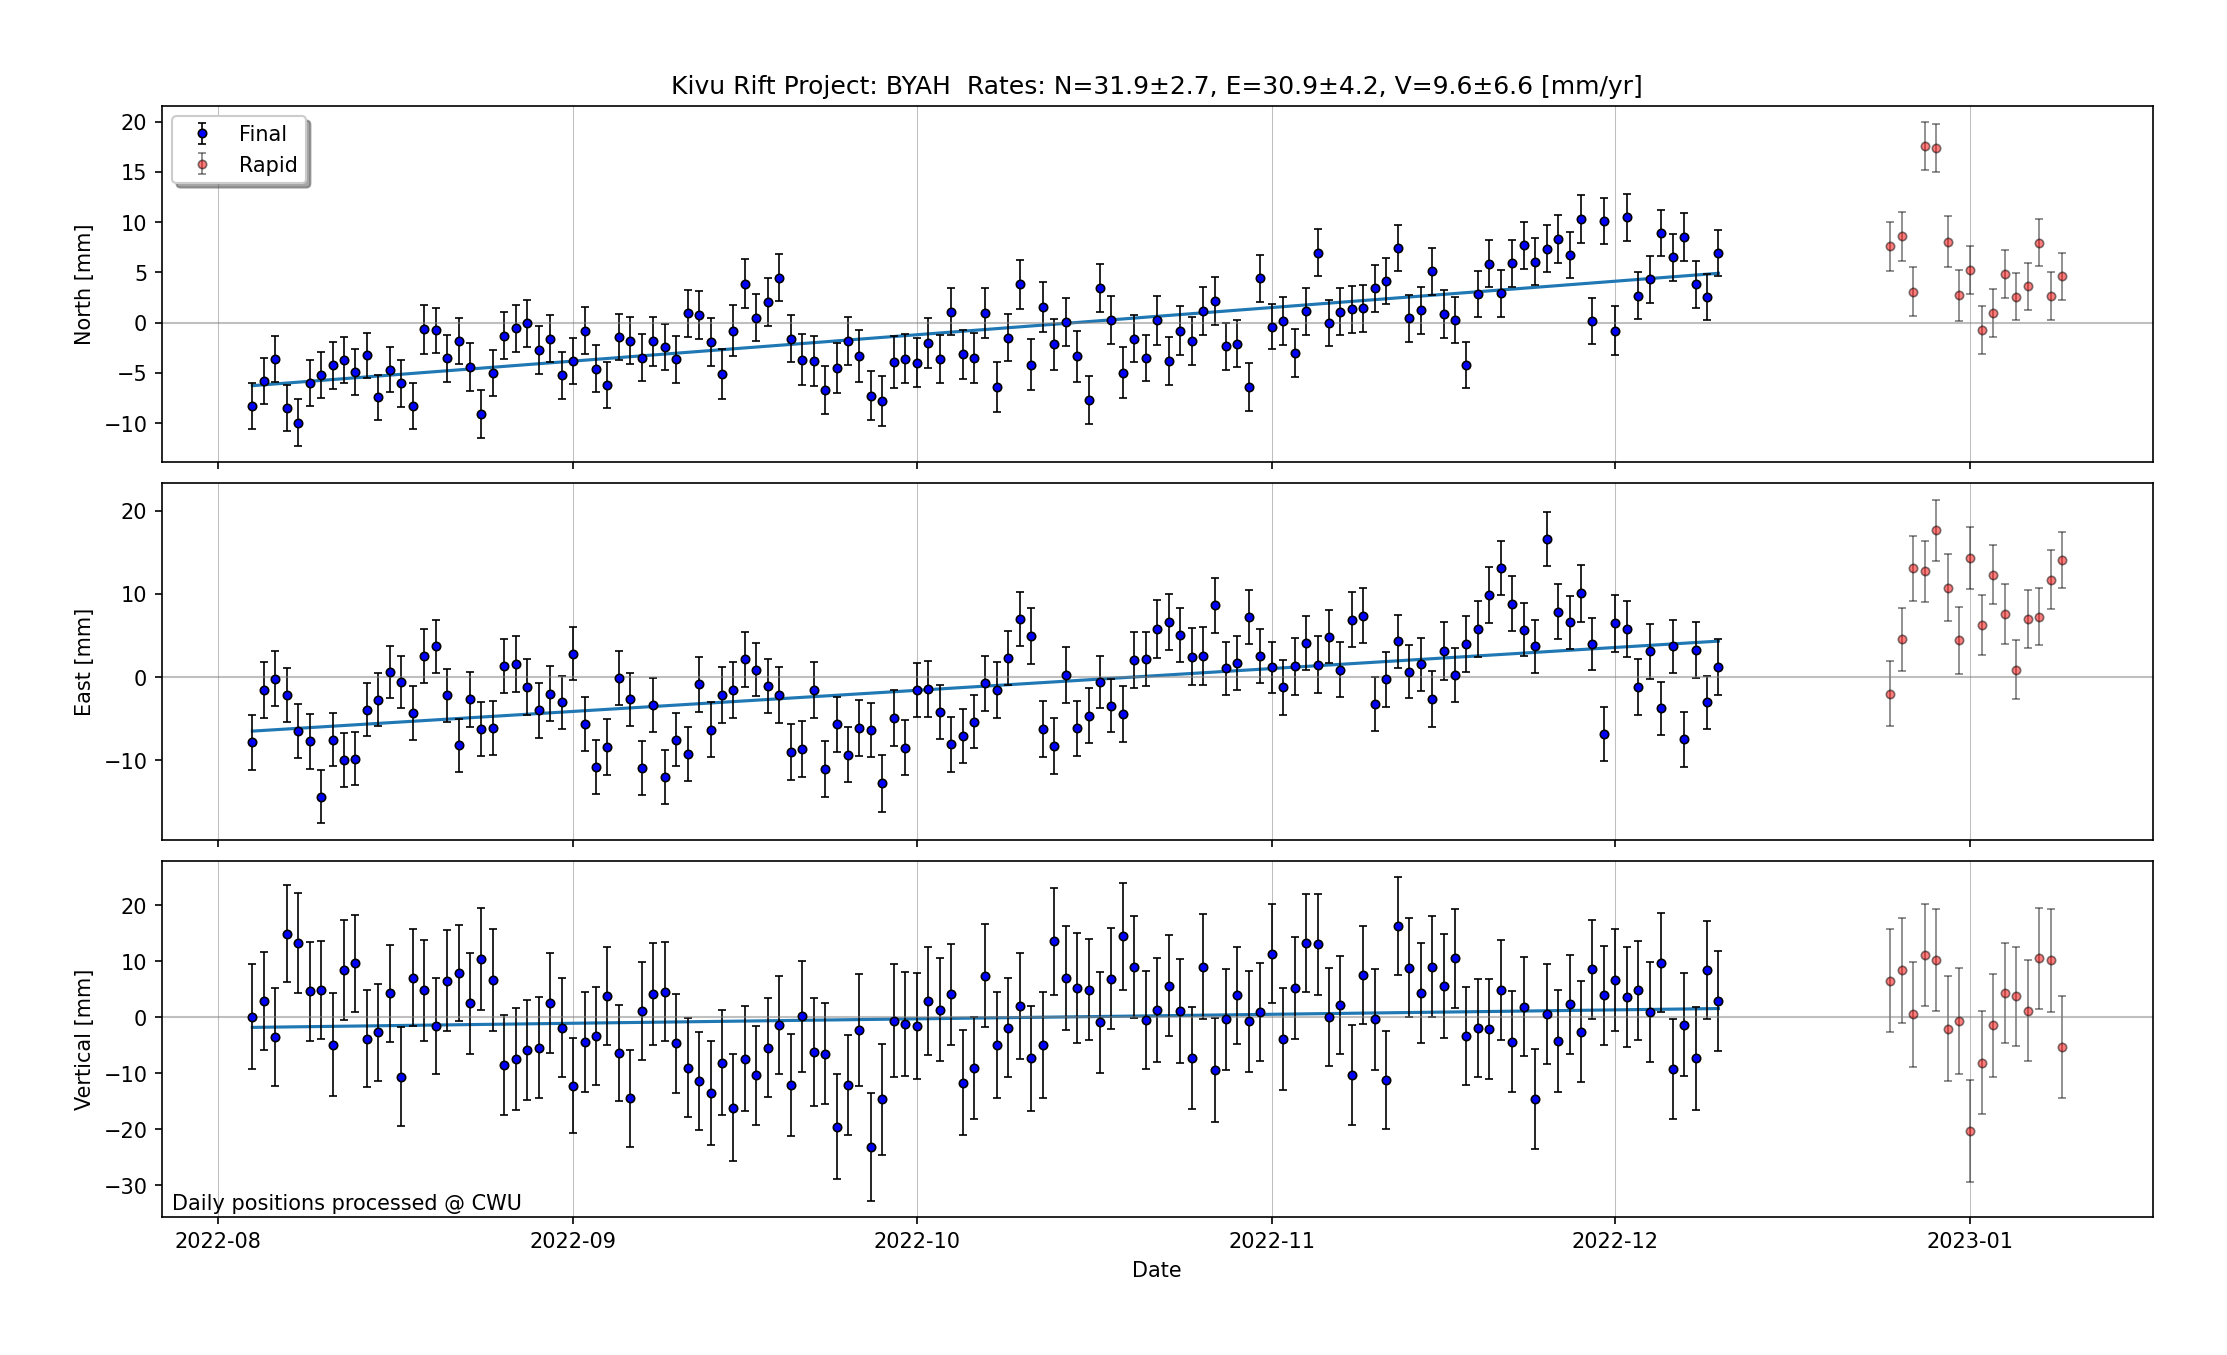 Kivu Rift Project: BYAH  Rates: N=31.9±2.7, E=30.9±4.2, V=9.6±6.6 [mm/yr]
Final
Rapid
North [mm]
20
15
10
5
0
−5
−10
East [mm]
20
10
0
−10
Vertical [mm]
20
10
0
−10
−20
−30
Daily positions processed @ CWU
2022-08 2022-09 2022-10 2022-11 2022-12 2023-01
Date